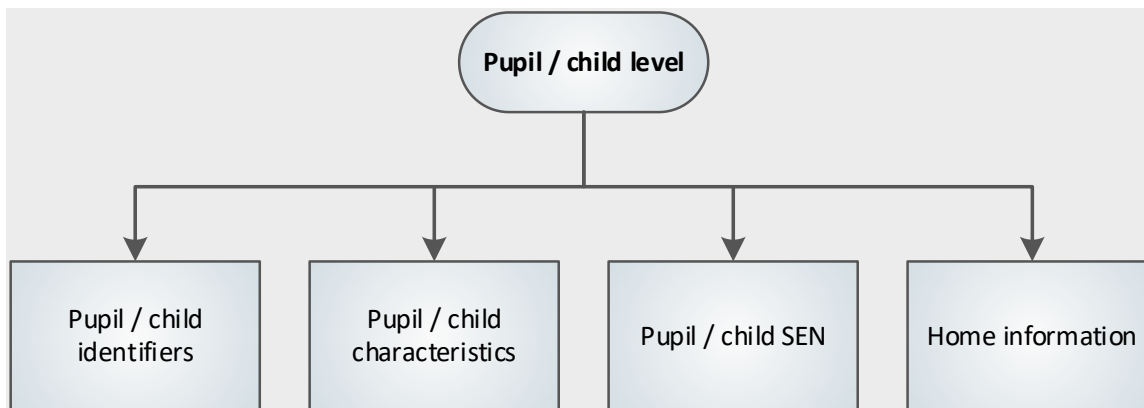 Pupil / child level
Pupil / child
identifiers
Pupil / child
characteristics
Pupil / child SEN
Home information